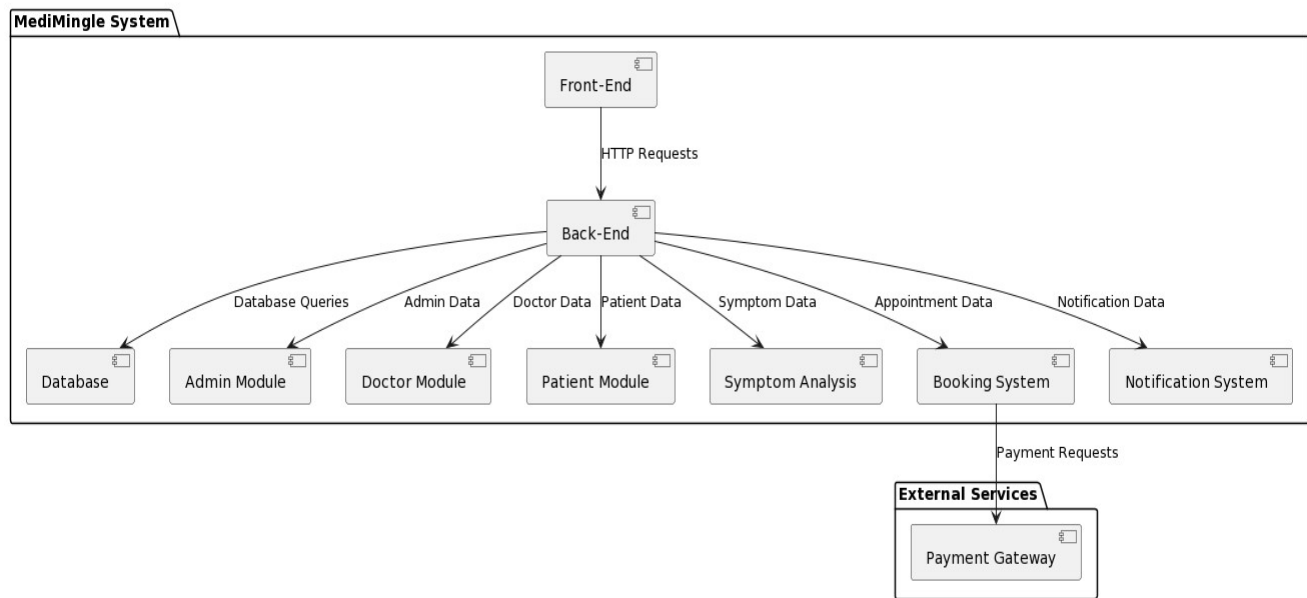 MediMingle System
Front-End
HTTP Requests
Back-End
Database Queries
Admin Data
Doctor Data
Patient Data
Symptom Data
Appointment Data
Notification Data
Database
Admin Module
Doctor Module
Patient Module
Symptom Analysis
Booking System
Notification System
Payment Requests
External Services
Payment Gateway